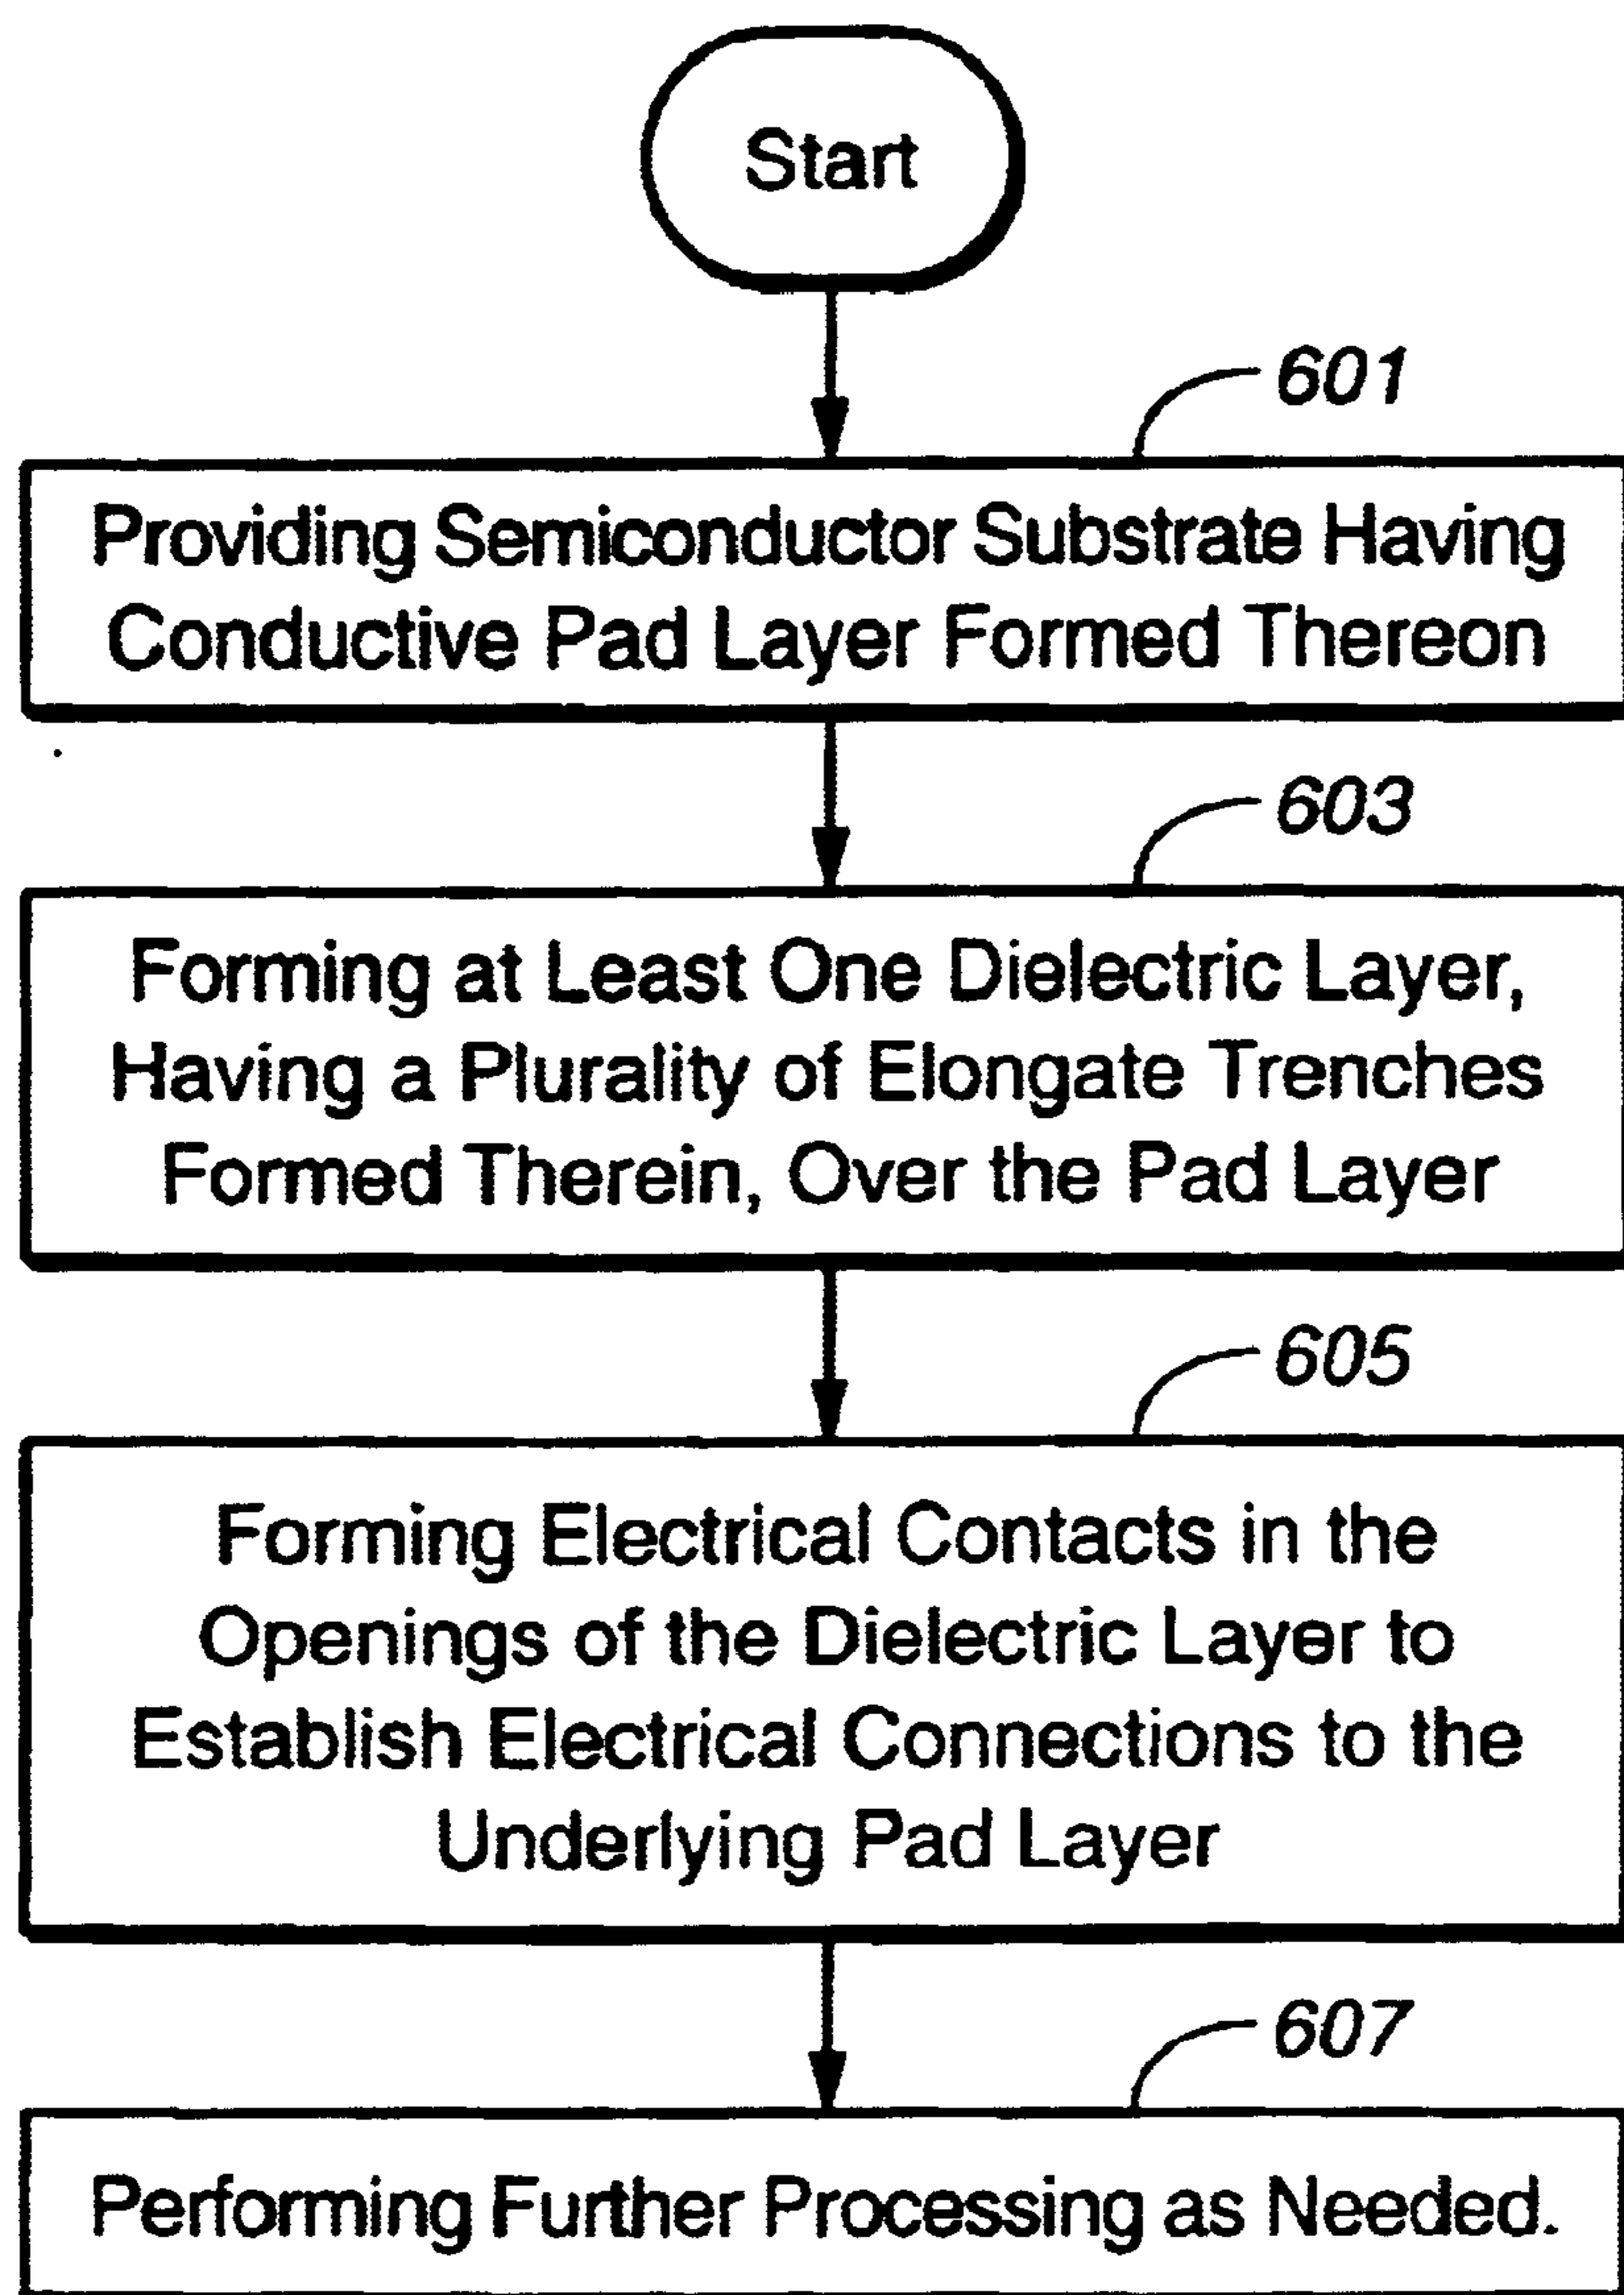 Start
601
Providing Semiconductor Substrate Having
Conductive Pad Layer Formed Thereon
603
Forming at Least One Dielectric Layer,
Having a Plurality of Elongate Trenches
Formed Therein, Over the Pad Layer
605
Forming Electrical Contacts in the
Openings of the Dielectric Layer to
Establish Electrical Connections to the
Underlying Pad Layer
607
Performing Further Processing as Needed.